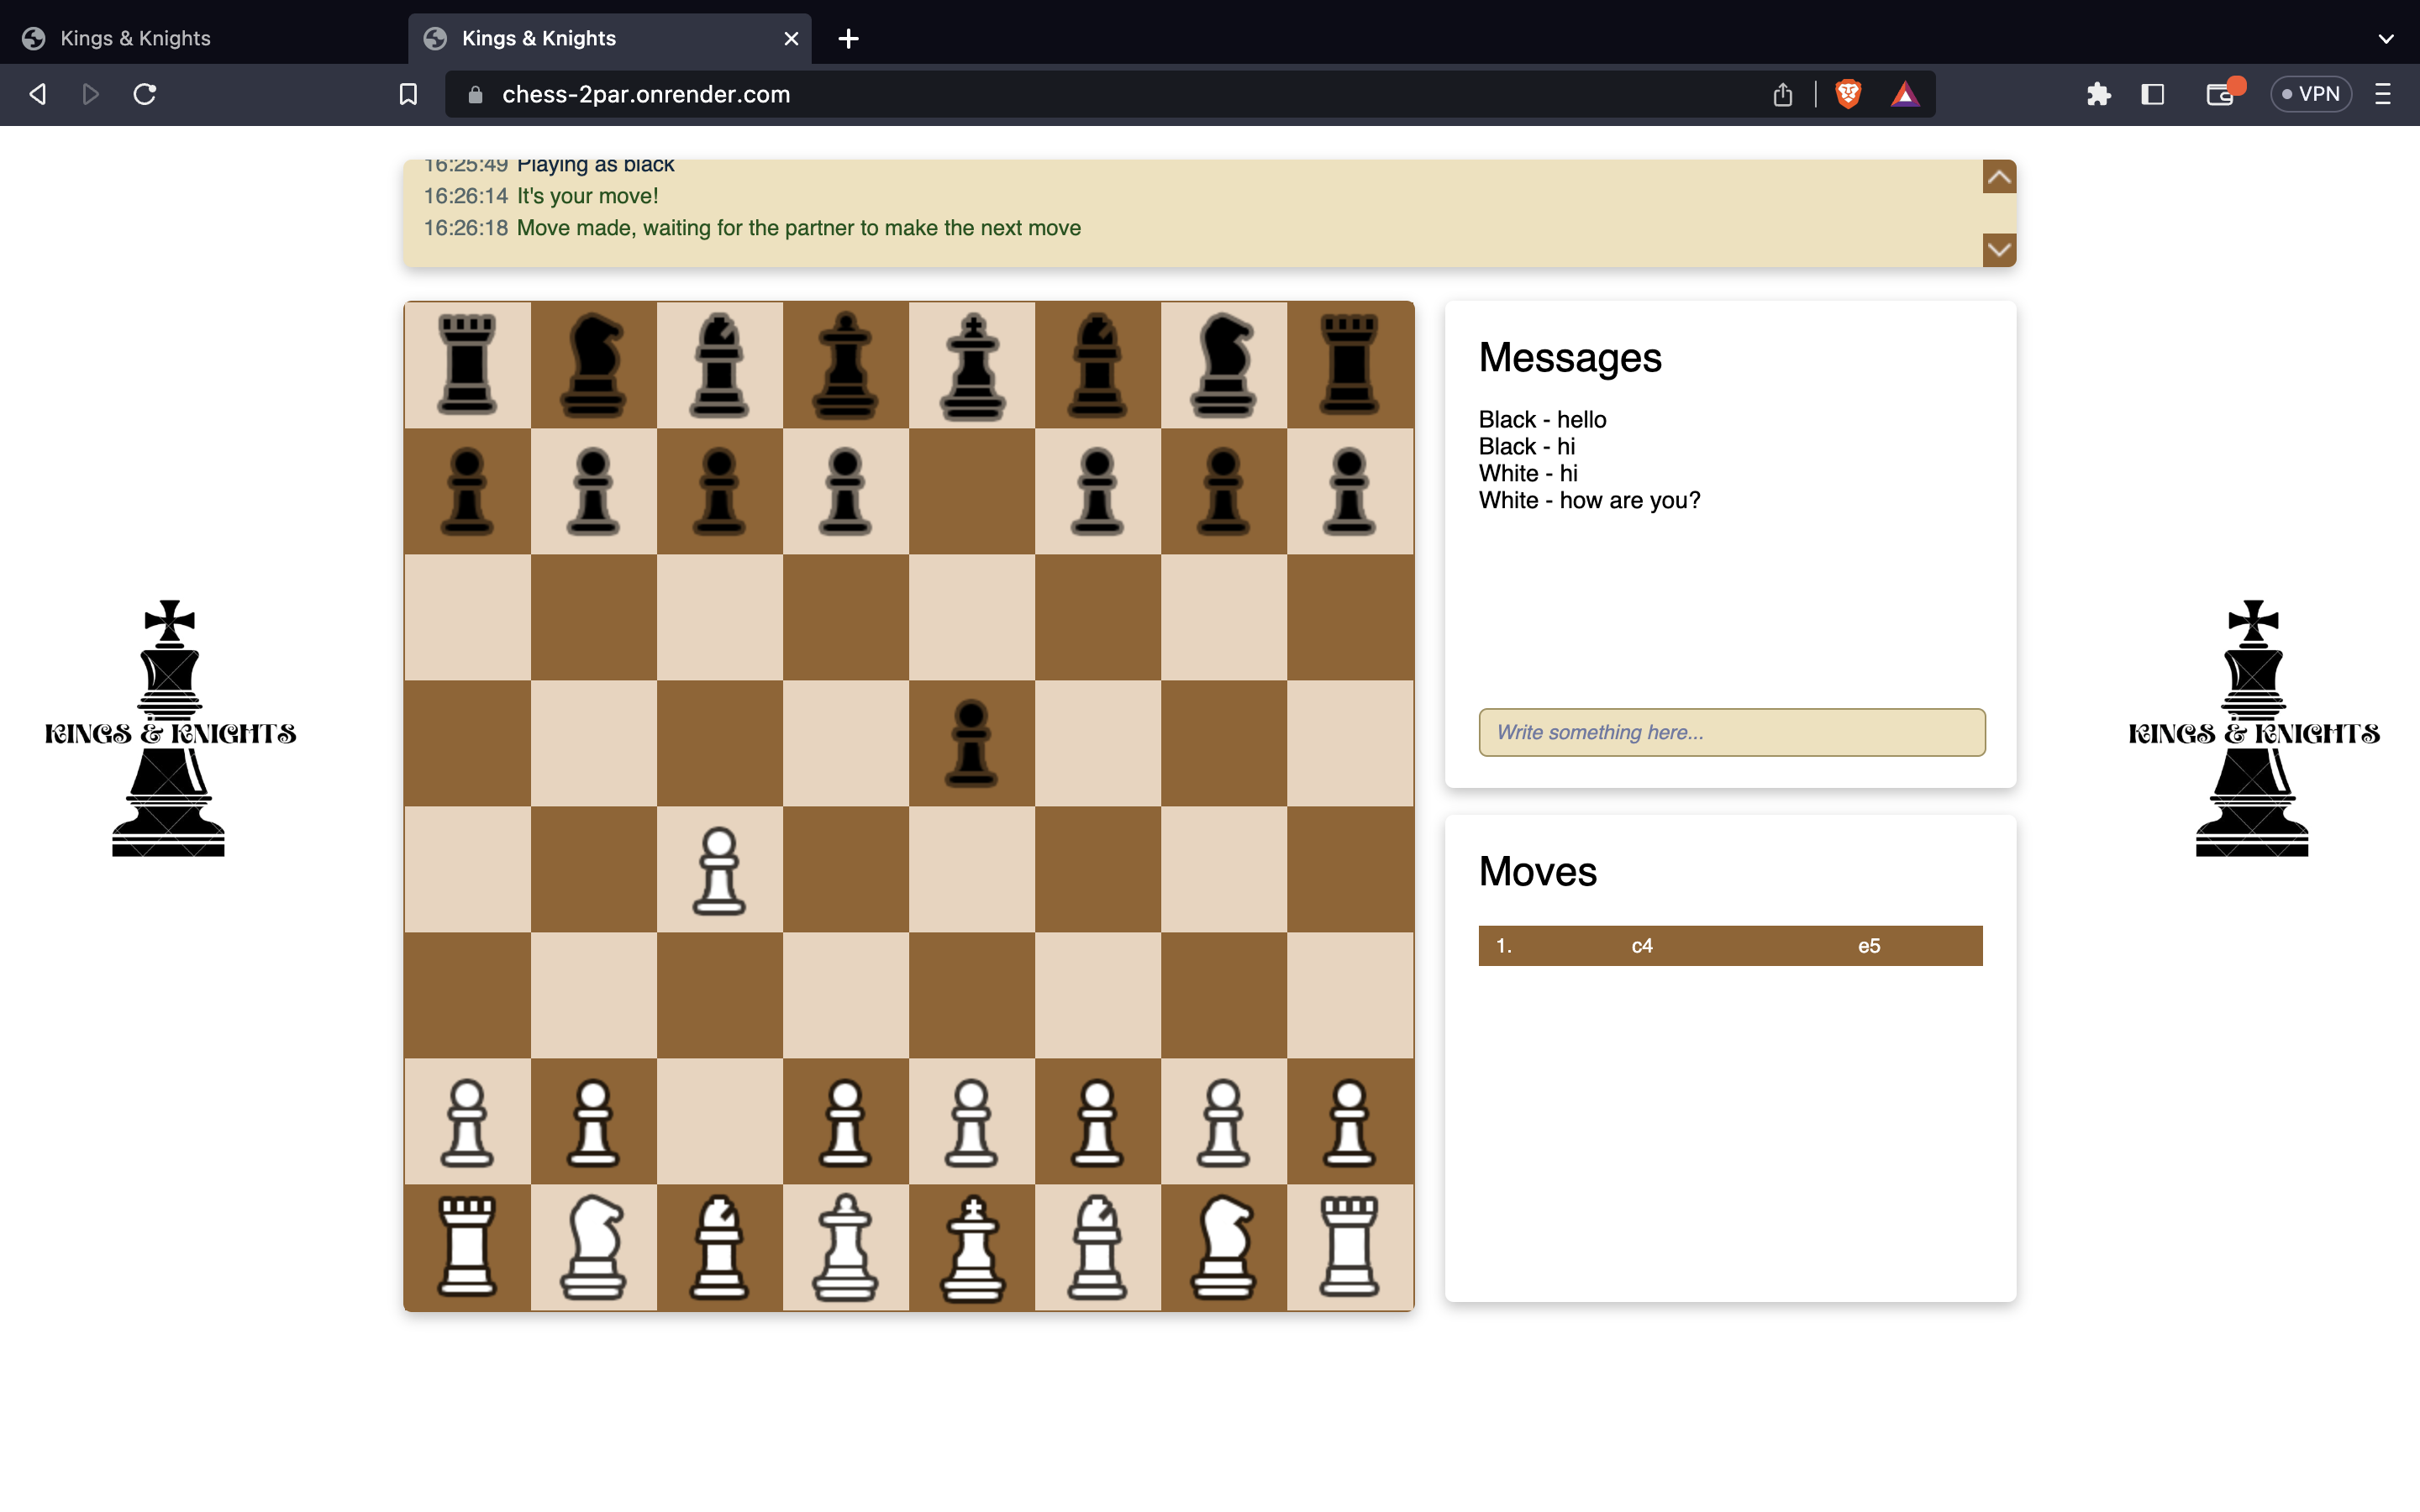 Kings & Knights
Kings & Knights
chess-2par.onrender.com
VPN
16:25:49 Playing as black
16:26:14 It's your move!
16:26:18 Move made, waiting for the partner to make the next move
Messages
Black - hello
Black - hi
White - hi
White - how are you?
Write something here...
KINGS & KNIGHTS
KINGS & KNIGHTS
Moves
1. c4 e5